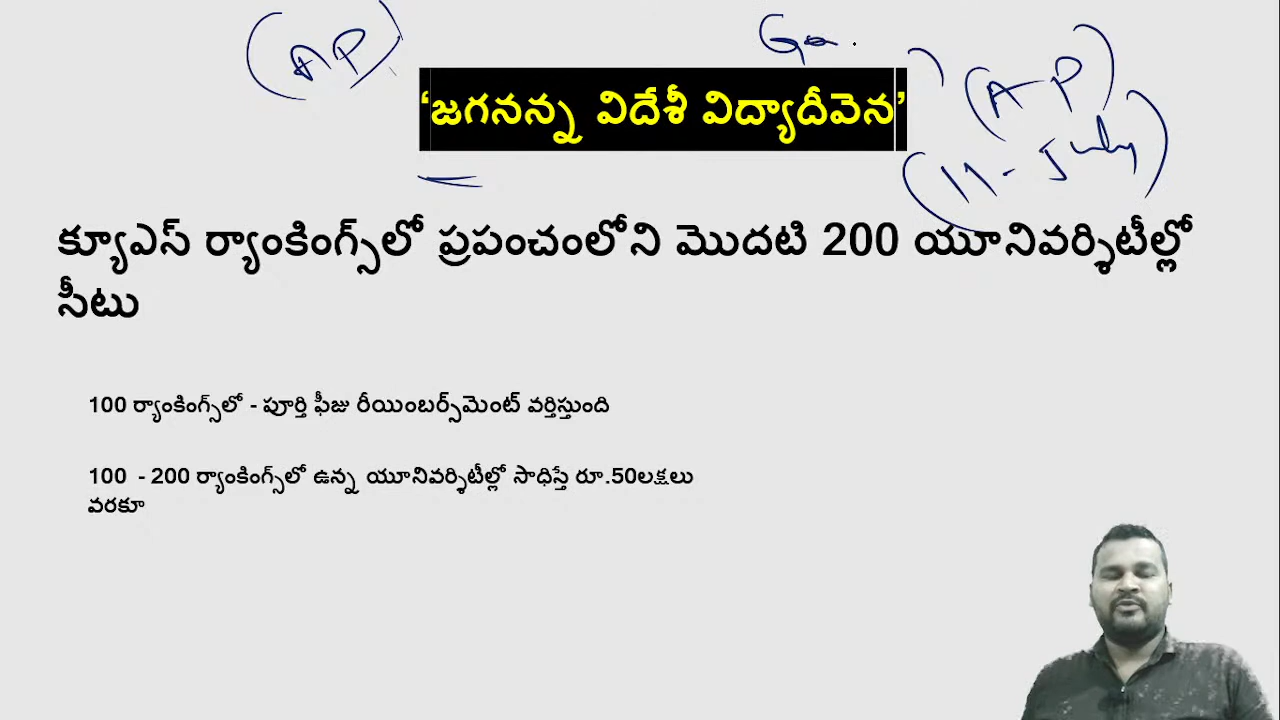 (AP)
(A-P)
(11-July)
‘జగనన్న విదేశీ విద్యాదీవెన’
క్యూఎస్ ర్యాంకింగ్స్‌లో ప్రపంచంలోని మొదటి 200 యూనివర్శిటీల్లో
సీటు
100 ర్యాంకింగ్స్‌లో - పూర్తి ఫీజు రీయింబర్స్‌మెంట్ వర్తిస్తుంది
100 - 200 ర్యాంకింగ్స్‌లో ఉన్న యూనివర్శిటీల్లో సాధిస్తే రూ.50లక్షలు
వరకూ